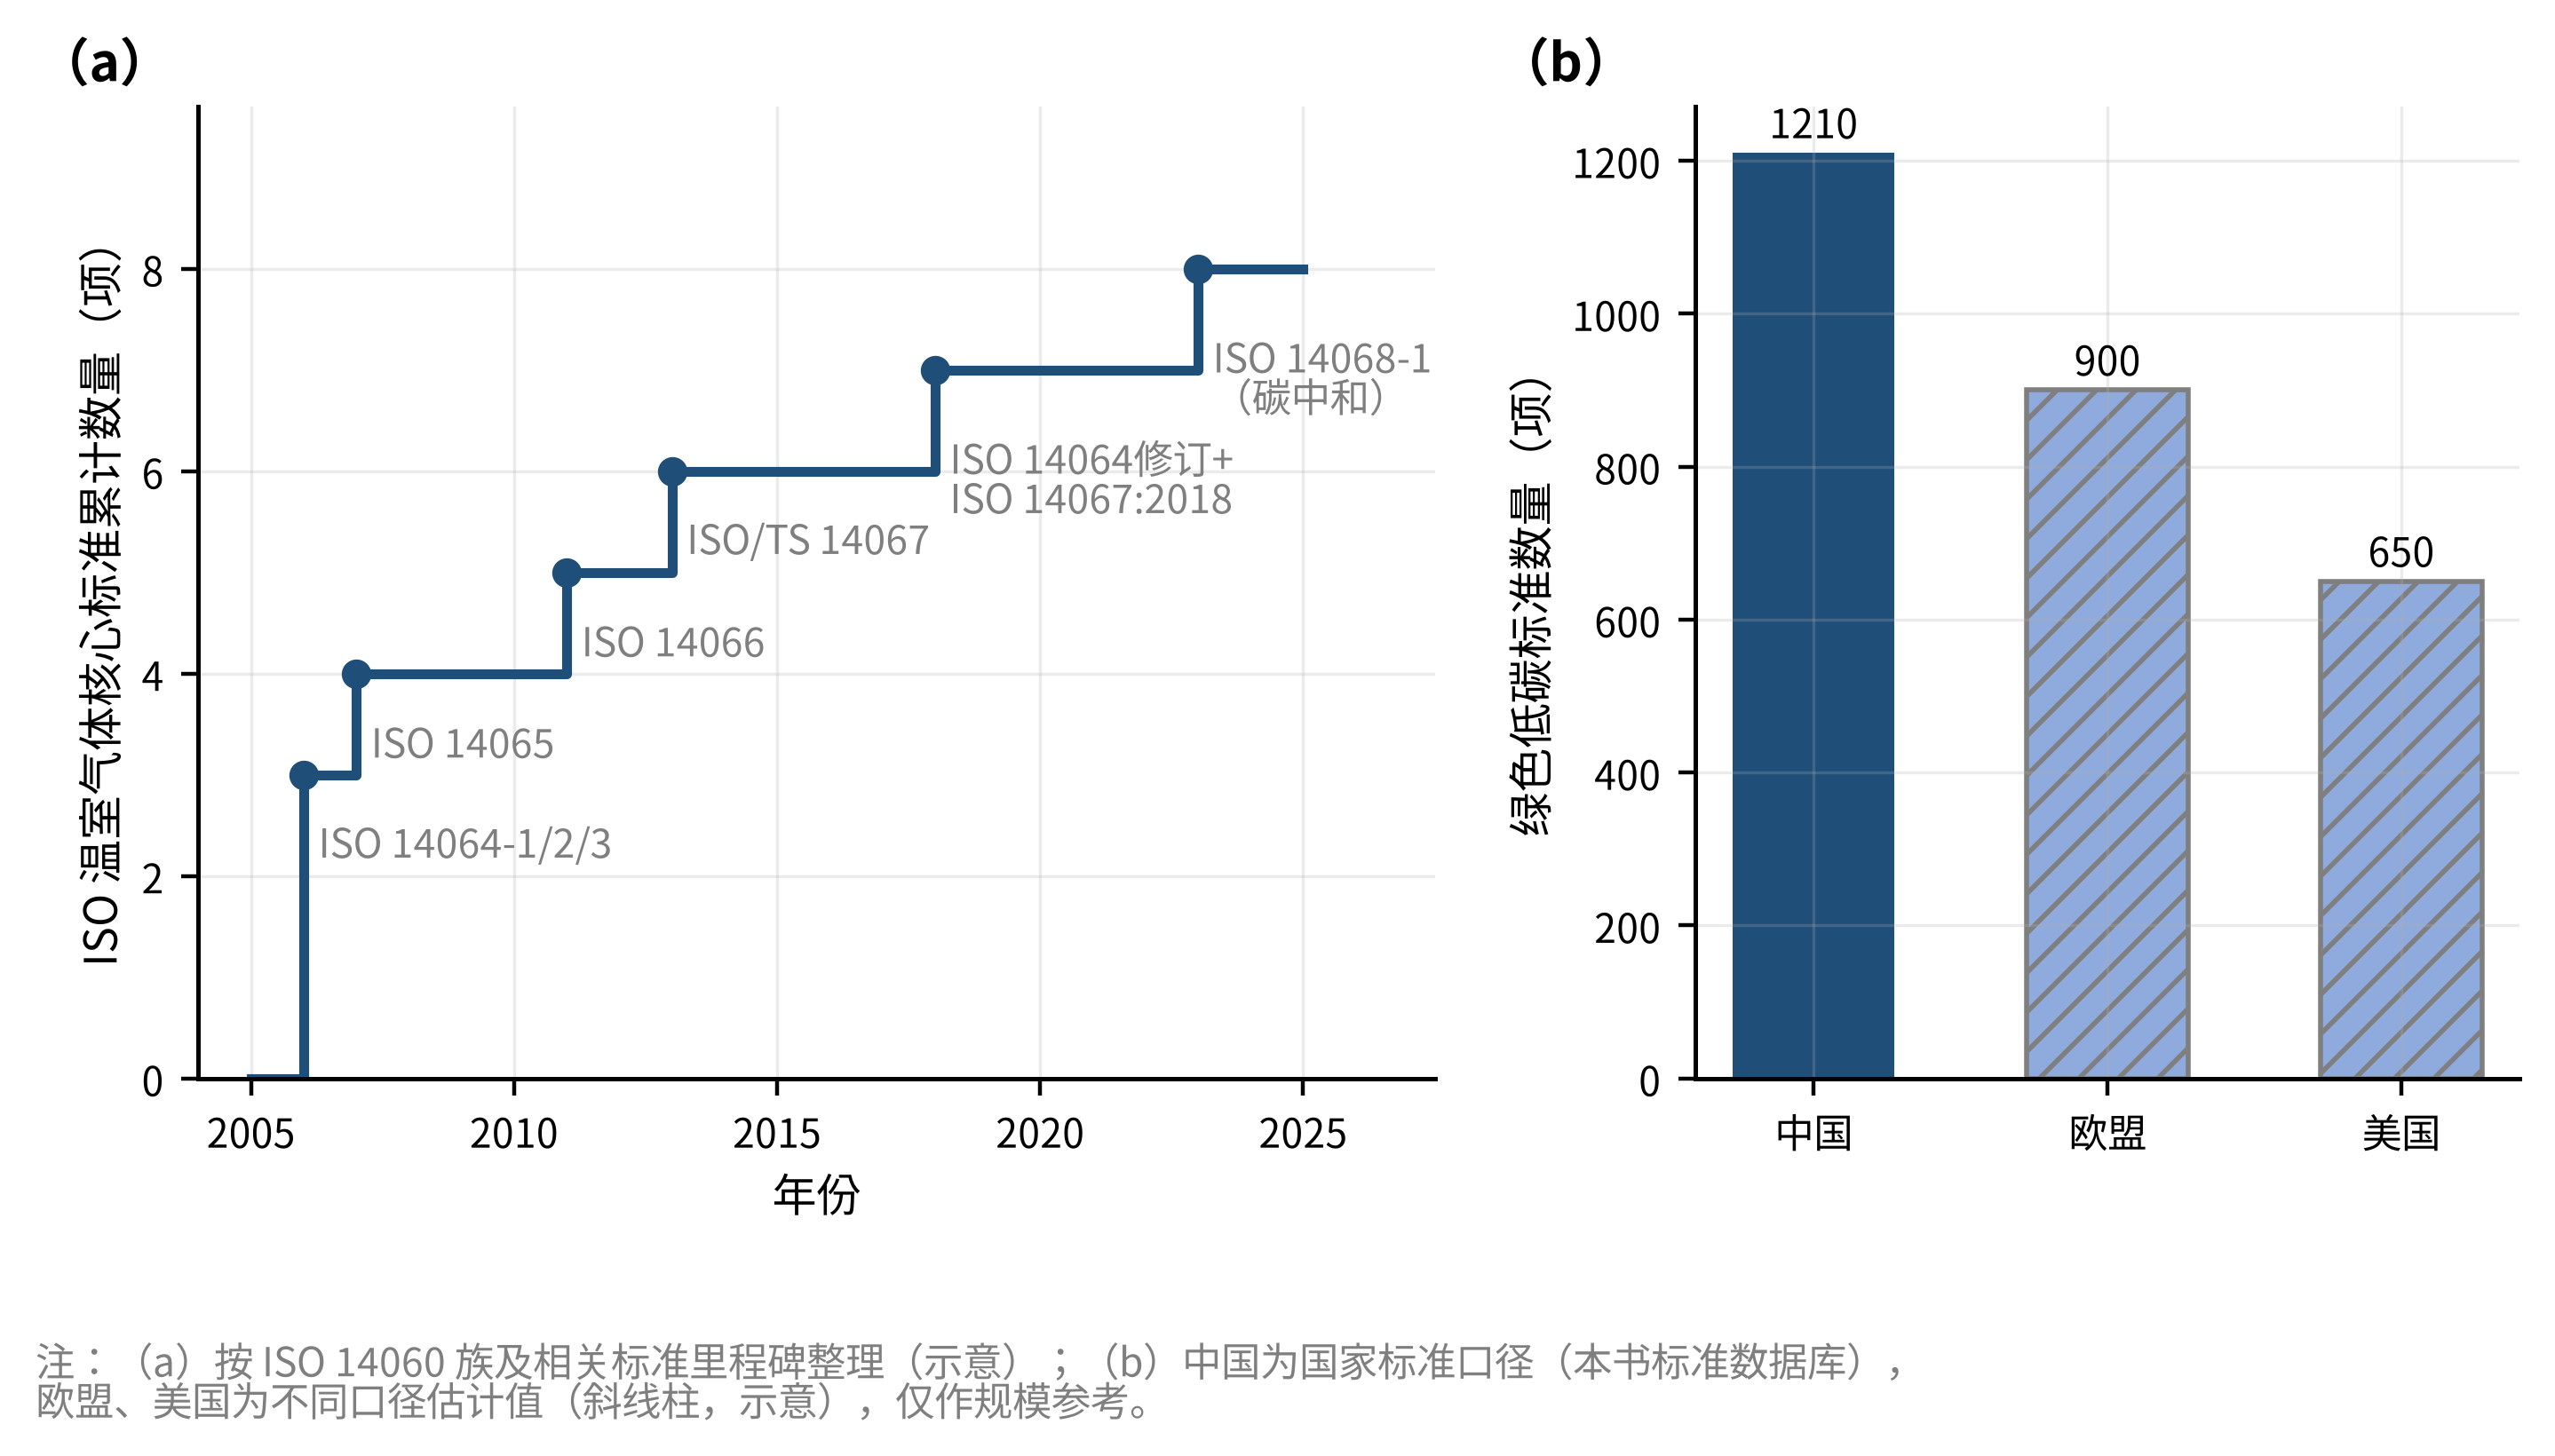 (a)
ISO 温室气体核心标准累计数量（项）
8
6
4
2
0
2005
2010
2015
2020
2025
年份
ISO 14064-1/2/3
ISO 14065
ISO 14066
ISO/TS 14067
ISO 14064修订+
ISO 14067:2018
ISO 14068-1
（碳中和）
(b)
绿色低碳标准数量（项）
1200
1000
800
600
400
200
0
1210
900
650
中国
欧盟
美国
注：（a）按 ISO 14060 族及相关标准里程碑整理（示意）；（b）中国为国家标准口径（本书标准数据库），
欧盟、美国为不同口径估计值（斜线柱，示意），仅作规模参考。